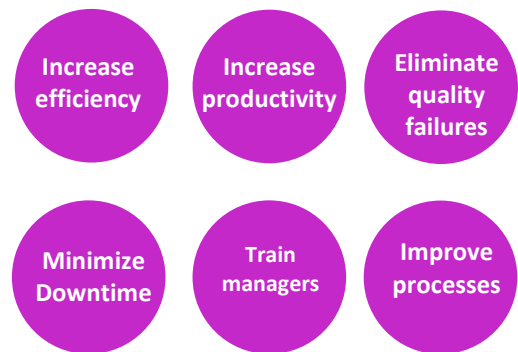 Increase
efficiency
Increase
productivity
Eliminate
quality
failures
Minimize
Downtime
Train
managers
Improve
processes